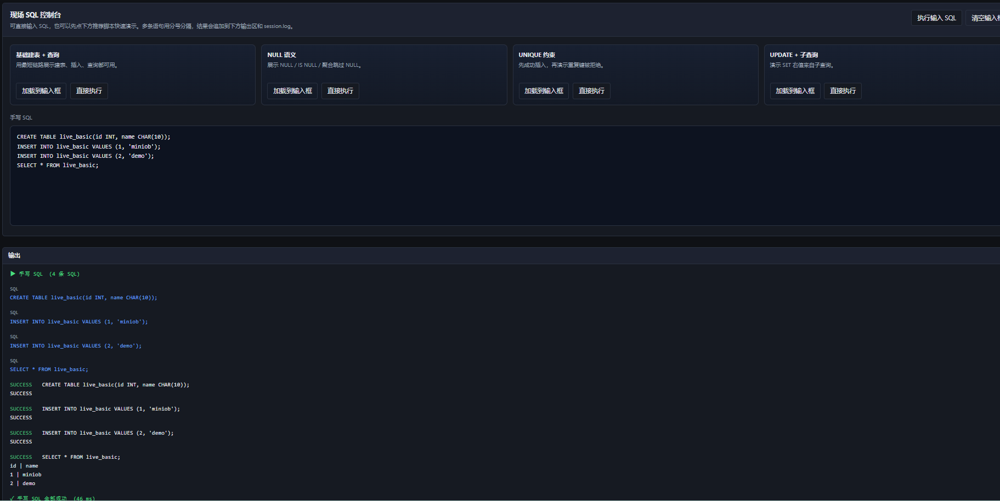 现场 SQL 控制台
可直接输入 SQL，也可以先点下方推荐脚本快速演示。多条语句用分号分隔，结果会追加到下方输出区和 session.log。
执行输入 SQL
清空输入框
基础建表 + 查询
用最短链路展示建表、插入、查询都可用。
加载到输入框
直接执行
NULL 语义
展示 NULL / IS NULL / 聚合跳过 NULL。
加载到输入框
直接执行
UNIQUE 约束
先成功插入，再演示重复键被拒绝。
加载到输入框
直接执行
UPDATE + 子查询
演示 SET 右值来自子查询。
加载到输入框
直接执行
手写 SQL
CREATE TABLE live_basic(id INT, name CHAR(10));
INSERT INTO live_basic VALUES (1, 'miniob');
INSERT INTO live_basic VALUES (2, 'demo');
SELECT * FROM live_basic;
输出
▶ 手写 SQL (4 条 SQL)
SQL
CREATE TABLE live_basic(id INT, name CHAR(10));
SQL
INSERT INTO live_basic VALUES (1, 'miniob');
SQL
INSERT INTO live_basic VALUES (2, 'demo');
SQL
SELECT * FROM live_basic;
SUCCESS CREATE TABLE live_basic(id INT, name CHAR(10));
SUCCESS
SUCCESS INSERT INTO live_basic VALUES (1, 'miniob');
SUCCESS
SUCCESS INSERT INTO live_basic VALUES (2, 'demo');
SUCCESS
SUCCESS SELECT * FROM live_basic;
id | name
1 | miniob
2 | demo
✓ 手写 SQL 全部成功 (46 ms)